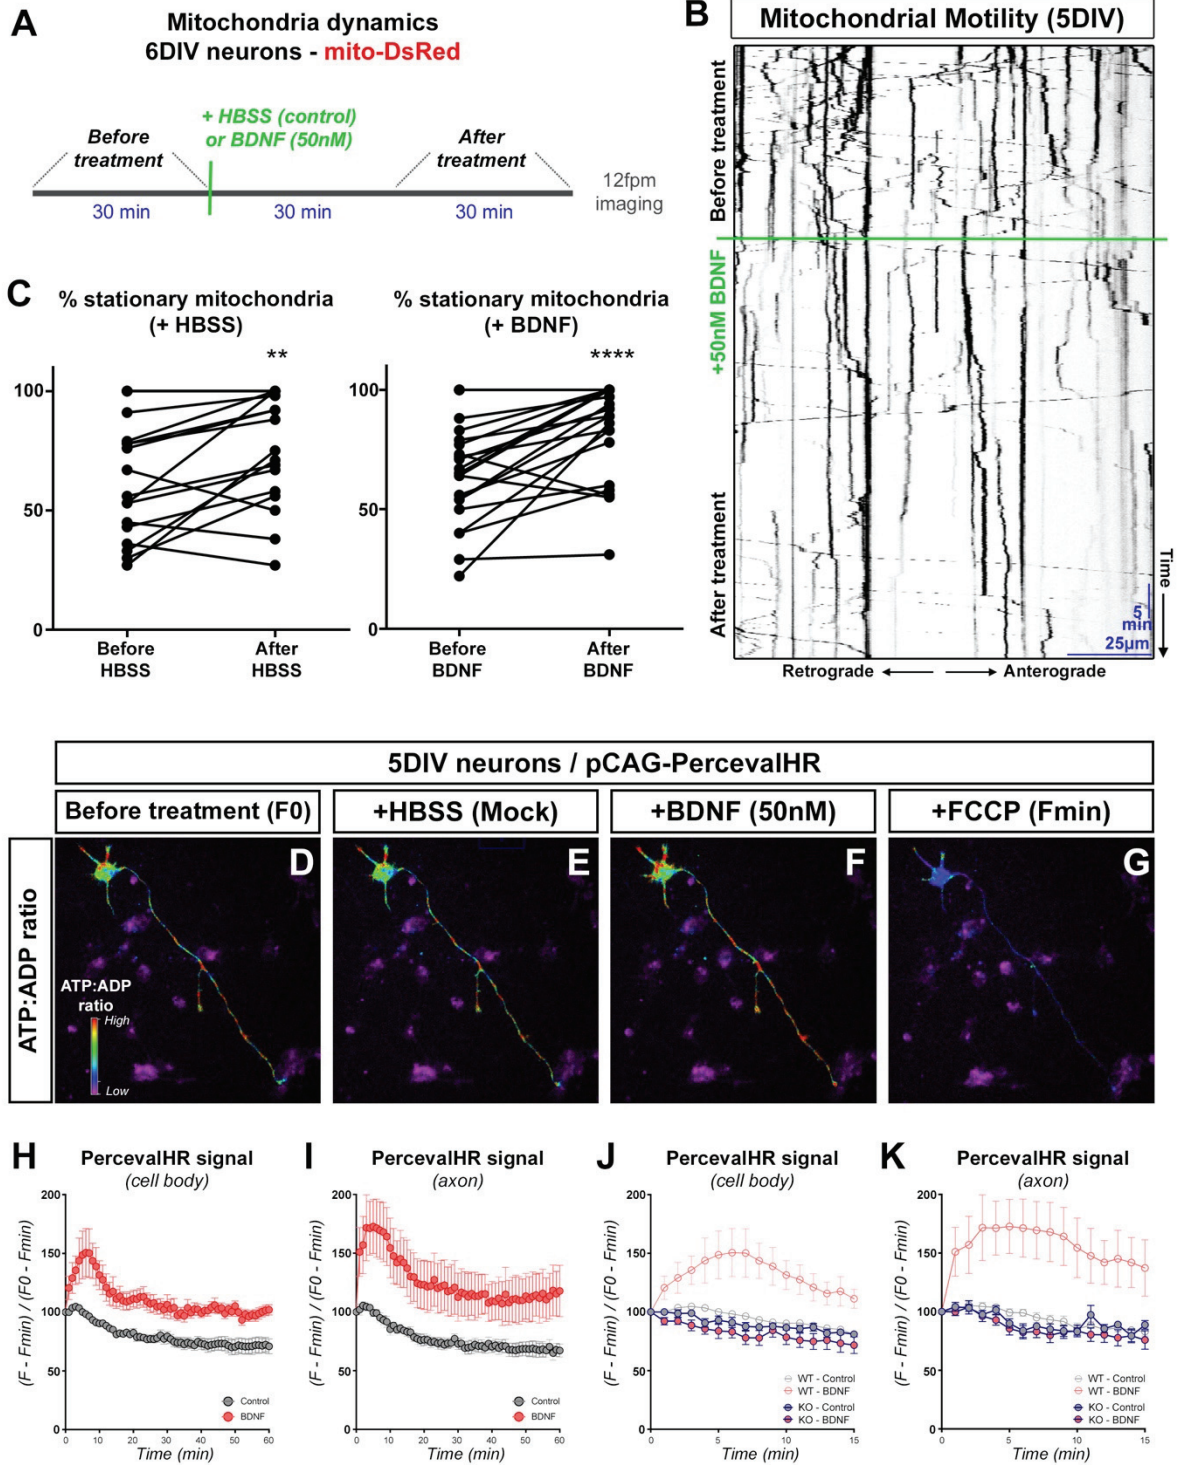 A
Mitochondria dynamics
6DIV neurons - mito-DsRed
+ HBSS (control)
or BDNF (50nM)
Before
treatment
After
treatment
30 min
30 min
30 min
12fpm
imaging
B
Mitochondrial Motility (5DIV)
Before treatment
+50nM BDNF
After treatment
Time
5
min
25µm
Retrograde
Anterograde
C
% stationary mitochondria
(+ HBSS)
**
100
50
0
Before
HBSS
After
HBSS
% stationary mitochondria
(+ BDNF)
****
100
50
0
Before
BDNF
After
BDNF
5DIV neurons / pCAG-PercevalHR
Before treatment (F0)
+HBSS (Mock)
+BDNF (50nM)
+FCCP (Fmin)
ATP:ADP ratio
D
E
F
G
ATP:ADP
ratio
High
Low
H
PercevalHR signal
(cell body)
(F - Fmin) / (F0 - Fmin)
200
150
100
50
0
Control
BDNF
0 10 20 30 40 50 60
Time (min)
I
PercevalHR signal
(axon)
(F - Fmin) / (F0 - Fmin)
200
150
100
50
0
Control
BDNF
0 10 20 30 40 50 60
Time (min)
J
PercevalHR signal
(cell body)
(F - Fmin) / (F0 - Fmin)
200
150
100
50
0
WT - Control
WT - BDNF
KO - Control
KO - BDNF
0 5 10 15
Time (min)
K
PercevalHR signal
(axon)
(F - Fmin) / (F0 - Fmin)
200
150
100
50
0
WT - Control
WT - BDNF
KO - Control
KO - BDNF
0 5 10 15
Time (min)